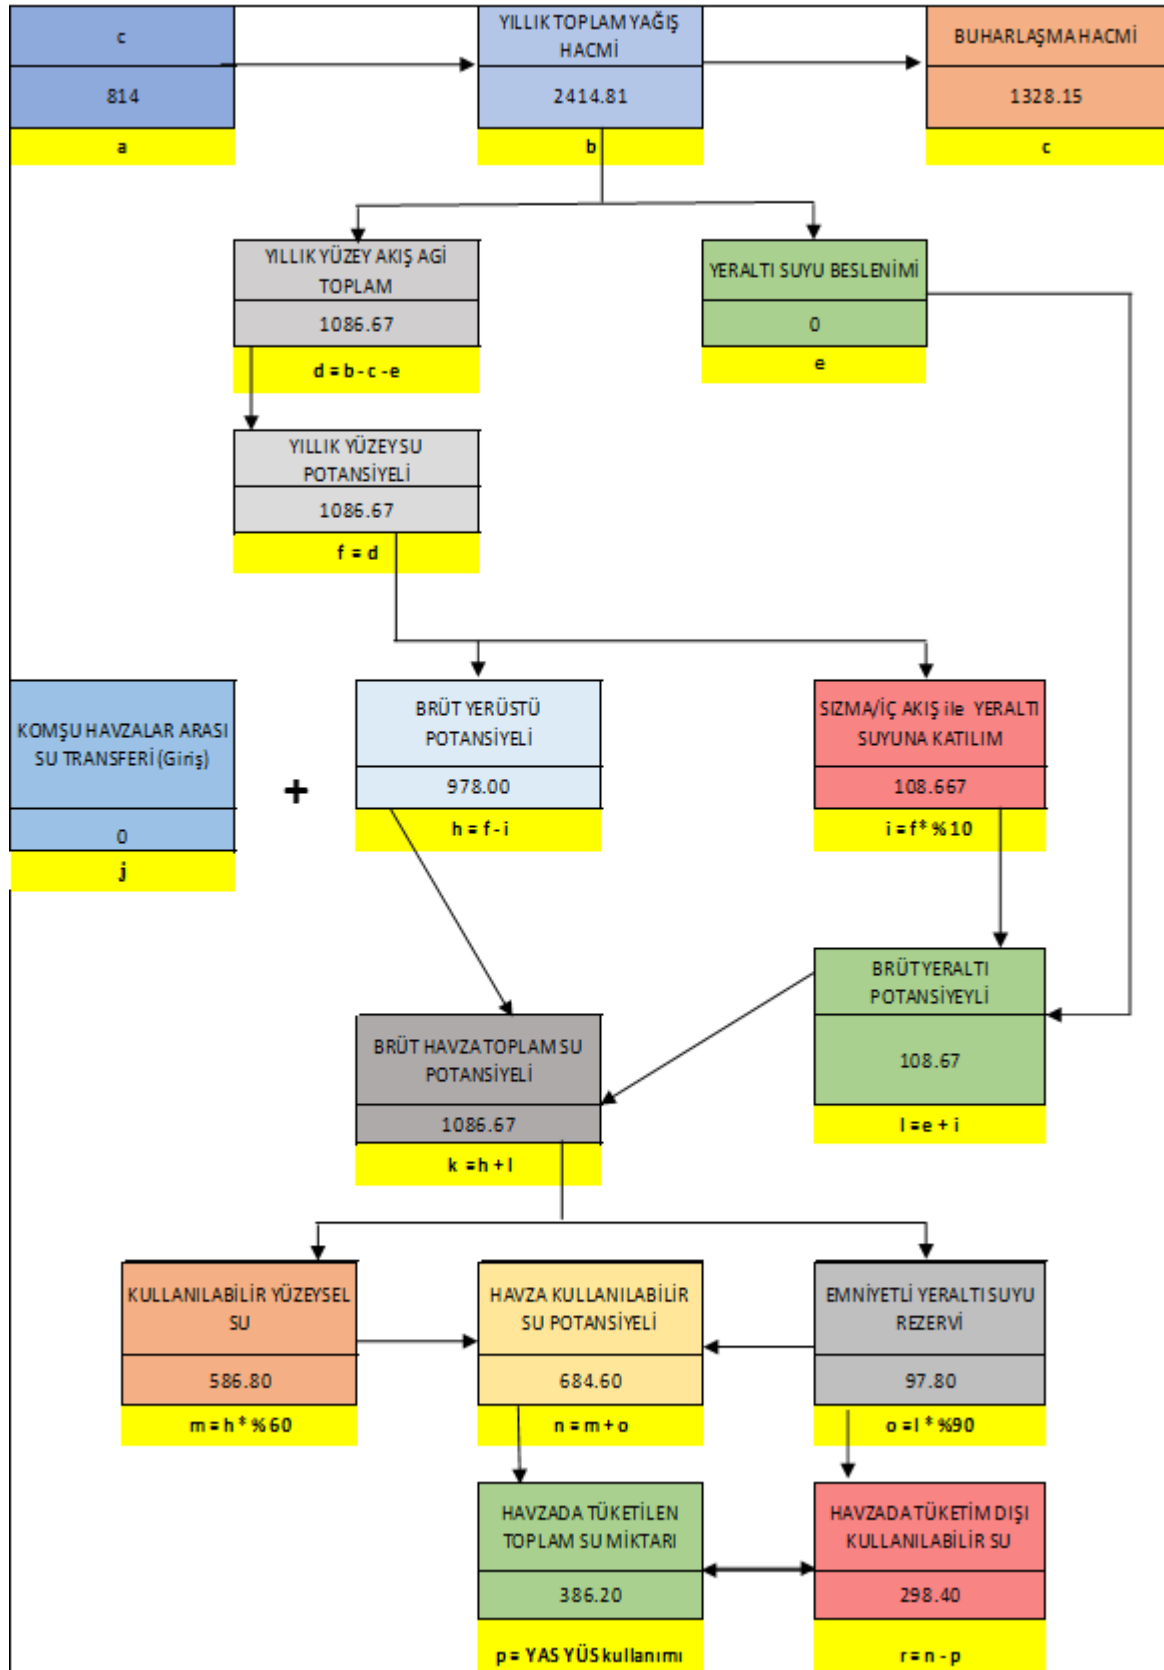 c
814
a
YILLIK TOPLAM YAĞIŞ
HACMİ
2414.81
b
BUHARLAŞMA HACMİ
1328.15
c
YILLIK YÜZEY AKIŞ AGİ
TOPLAM
1086.67
d = b - c - e
YERALTI SUYU BESLENİMİ
0
e
YILLIK YÜZEY SU
POTANSİYELİ
1086.67
f = d
KOMŞU HAVZALAR ARASI
SU TRANSFERİ (Giriş)
0
j
+
BRÜT YERÜSTÜ
POTANSİYELİ
978.00
h = f - i
SIZMA/İÇ AKIŞ ile YERALTI
SUYUNA KATILIM
108.667
i = f * %10
BRÜT YERALTI
POTANSİYEYLİ
108.67
l = e + i
BRÜT HAVZA TOPLAM SU
POTANSİYELİ
1086.67
k = h + l
KULLANILABİLİR YÜZEYSEL
SU
586.80
m = h * %60
HAVZA KULLANILABİLİR
SU POTANSİYELİ
684.60
n = m + o
EMNİYETLİ YERALTI SUYU
REZERVİ
97.80
o = l * %90
HAVZADA TÜKETİLEN
TOPLAM SU MİKTARI
386.20
p = YAS YÜS kullanımı
HAVZADA TÜKETİM DIŞI
KULLANILABİLİR SU
298.40
r = n - p